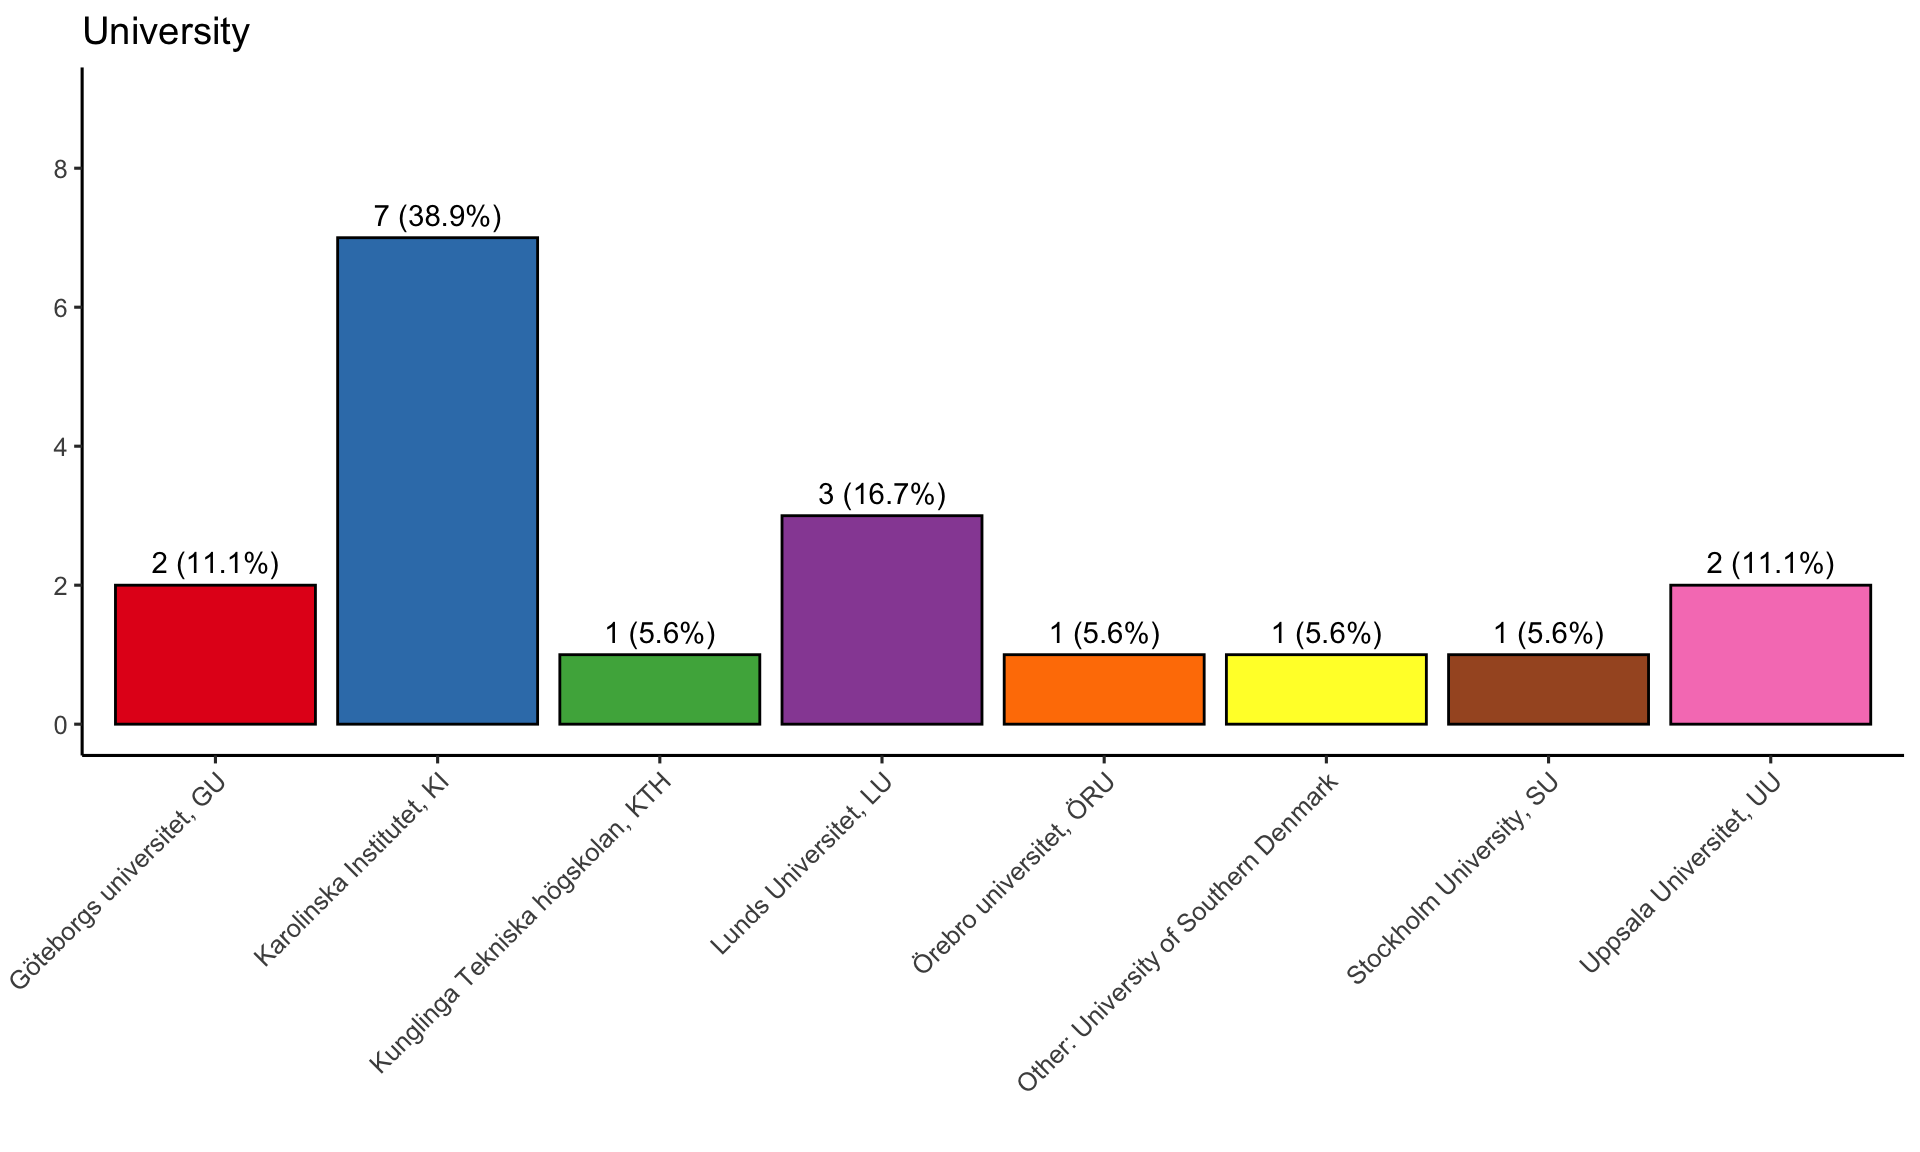 University
8
6
4
2
0
2 (11.1%)
7 (38.9%)
1 (5.6%)
3 (16.7%)
1 (5.6%)
1 (5.6%)
1 (5.6%)
2 (11.1%)
Göteborgs universitet, GU
Karolinska Institutet, KI
Kunglinga Tekniska högskolan, KTH
Lunds Universitet, LU
Örebro universitet, ÖRU
Other: University of Southern Denmark
Stockholm University, SU
Uppsala Universitet, UU